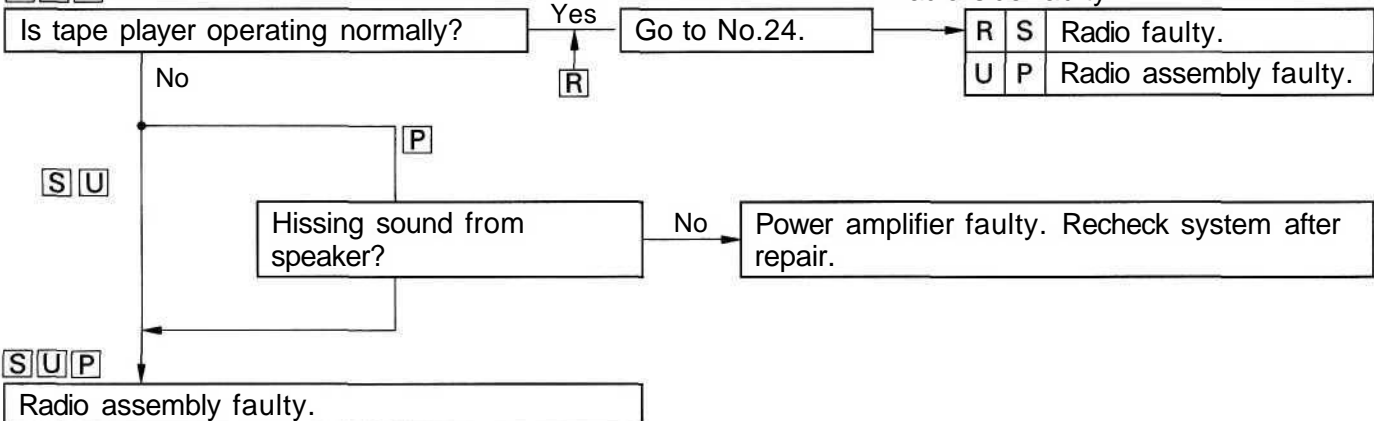 Is tape player operating normally?
Yes
Go to No.24.
R S Radio faulty.
U P Radio assembly faulty.
R
No
P
S U
Hissing sound from
speaker?
No
Power amplifier faulty. Recheck system after
repair.
S U P
Radio assembly faulty.